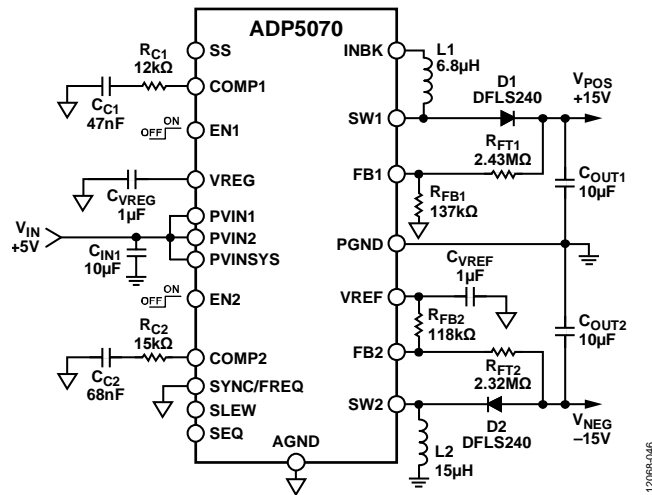 ADP5070
SS
INBK
L1
6.8µH
RC1
12kΩ
COMP1
CC1
47nF
D1
DFLS240
VPOS
+15V
SW1
ON
OFF
EN1
RFT1
2.43MΩ
FB1
VREG
CVREG
1µF
RFB1
137kΩ
COUT1
10µF
VIN
+5V
PVIN1
PVIN2
PVINSYS
CIN1
10µF
PGND
CVREF
1µF
ON
OFF
EN2
VREF
RFB2
118kΩ
RC2
15kΩ
COMP2
CC2
68nF
FB2
RFT2
2.32MΩ
COUT2
10µF
SYNC/FREQ
SLEW
SW2
SEQ
D2
DFLS240
VNEG
–15V
L2
15µH
AGND
12068-046